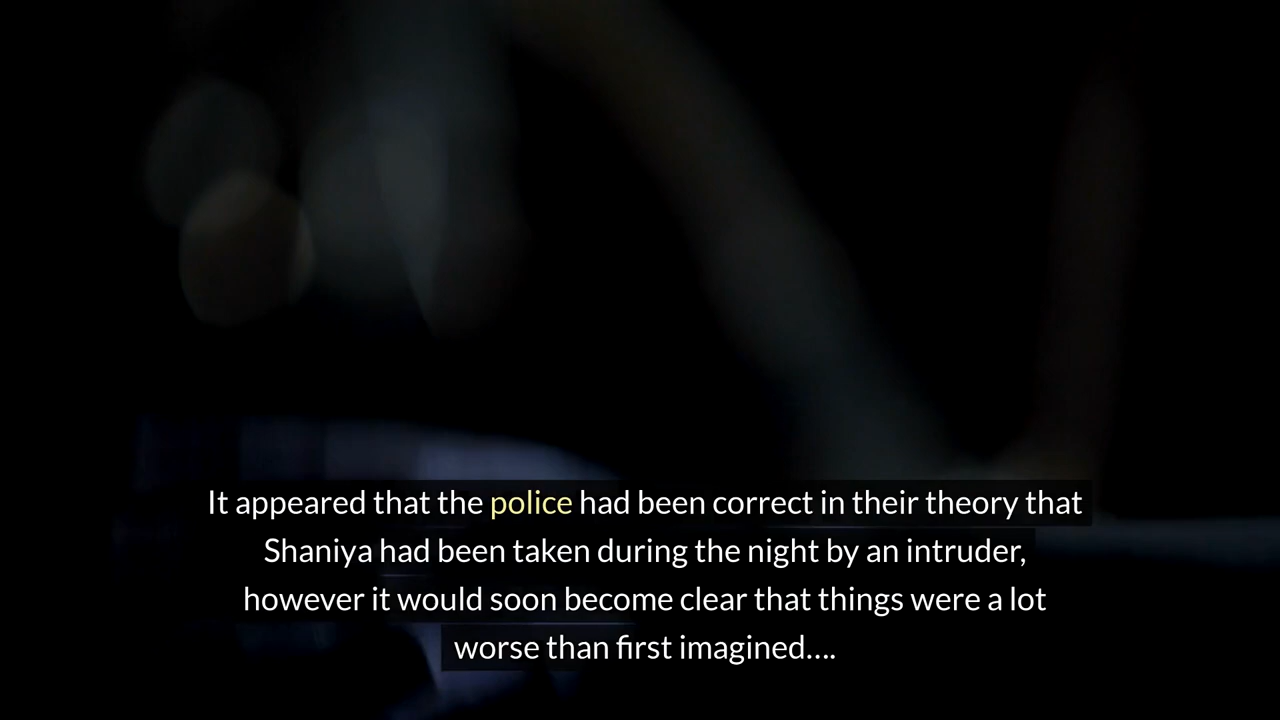 It appeared that the police had been correct in their theory that
Shaniya had been taken during the night by an intruder,
however it would soon become clear that things were a lot
worse than first imagined....